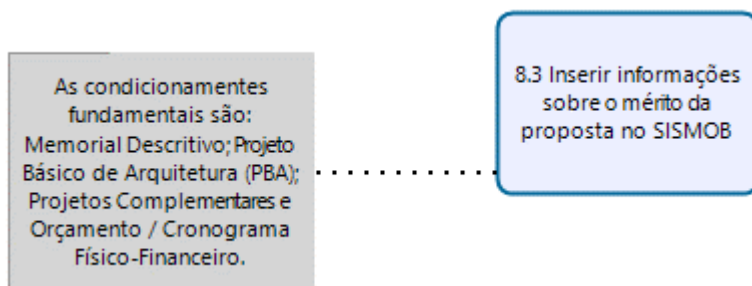 As condicionamentes
fundamentais são:
Memorial Descritivo; Projeto
Básico de Arquitetura (PBA);
Projetos Complementares e
Orçamento / Cronograma
Físico-Financeiro.
8.3 Inserir informações
sobre o mérito da
proposta no SISMOB